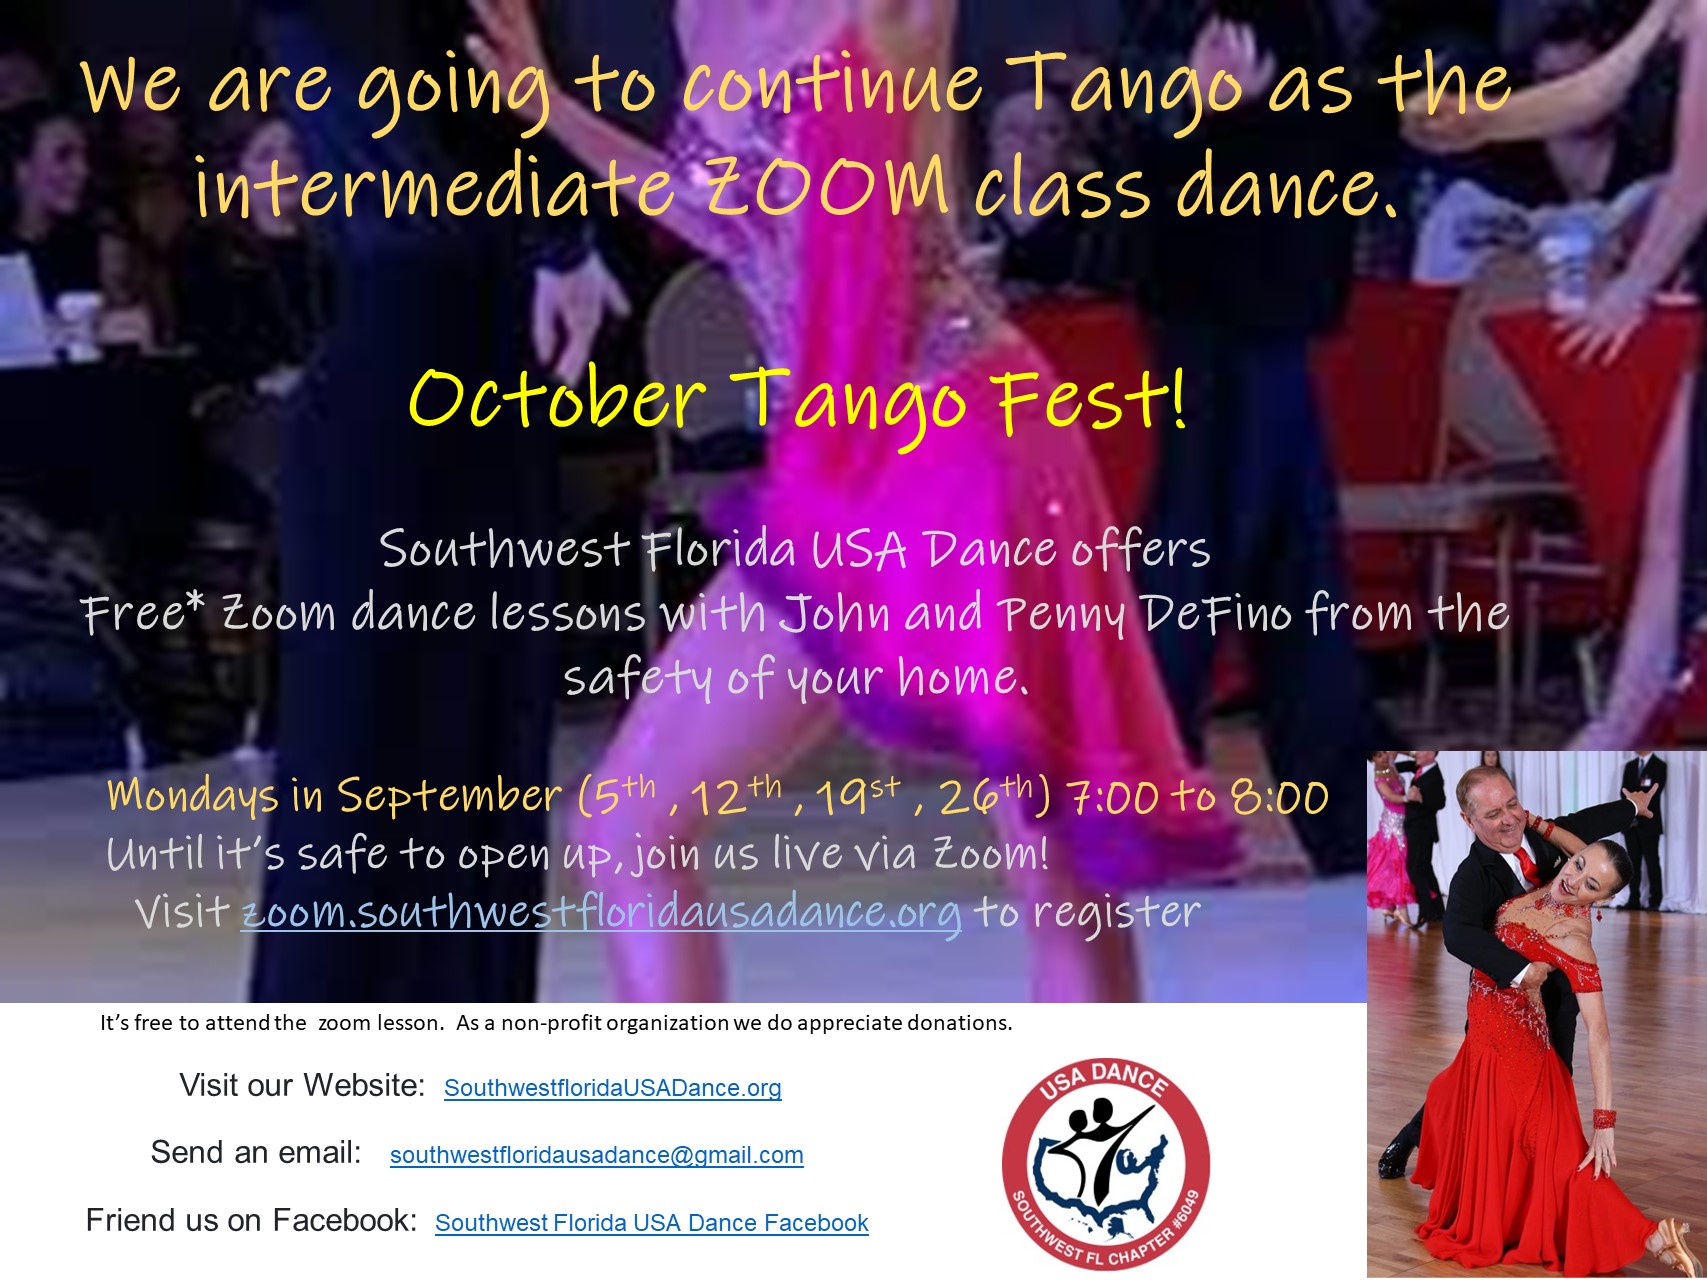 We are going to continue Tango as the
intermediate ZOOM class dance.
October Tango Fest!
Southwest Florida USA Dance offers
Free* Zoom dance lessons with John and Penny DeFino from the
safety of your home.
Mondays in September (5th , 12th , 19st , 26th) 7:00 to 8:00
Until it’s safe to open up, join us live via Zoom!
Visit zoom.southwestfloridausadance.org to register
It’s free to attend the zoom lesson. As a non-profit organization we do appreciate donations.
Visit our Website: SouthwestfloridaUSADance.org
Send an email: southwestfloridausadance@gmail.com
Friend us on Facebook: Southwest Florida USA Dance Facebook
USA DANCE
SOUTHWEST FL CHAPTER #6049